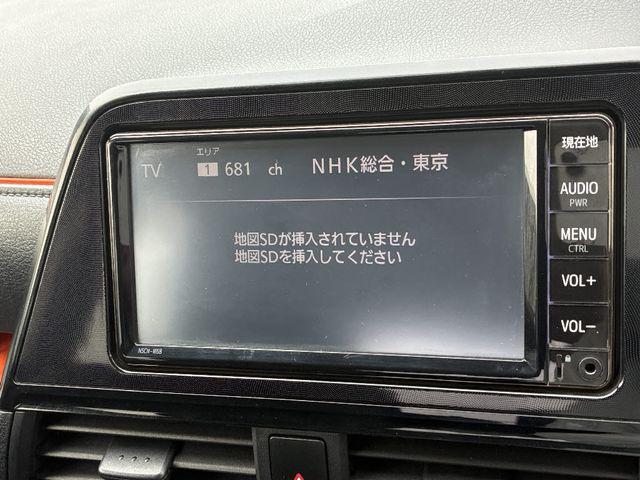 エリア
TV 1 681 ch NHK総合・東京
地図SDが挿入されていません
地図SDを挿入してください
NSCN-W68
現在地
AUDIO
PWR
MENU
CTRL
VOL+
VOL-